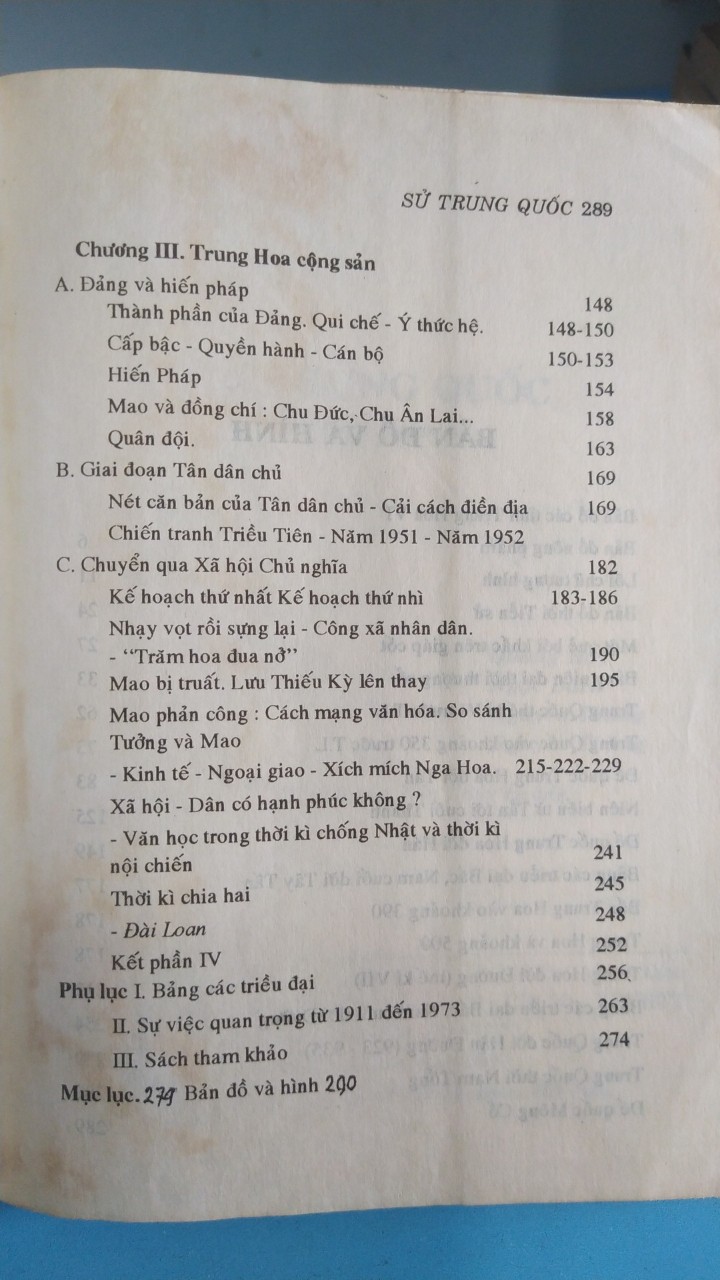 SỬ TRUNG QUỐC 289
Chương III. Trung Hoa cộng sản
A. Đảng và hiến pháp 148
Thành phần của Đảng. Qui chế - Ý thức hệ. 148-150
Cấp bậc - Quyền hành - Cán bộ 150-153
Hiến Pháp 154
Mao và đồng chí : Chu Đức, Chu Ân Lai... 158
Quân đội. 163
B. Giai đoạn Tân dân chủ 169
Nét căn bản của Tân dân chủ - Cải cách điền địa 169
Chiến tranh Triều Tiên - Năm 1951 - Năm 1952
C. Chuyển qua Xã hội Chủ nghĩa 182
Kế hoạch thứ nhất Kế hoạch thứ nhì 183-186
Nhạy vọt rồi sựng lại - Công xã nhân dân.
- “Trăm hoa đua nở” 190
Mao bị truất. Lưu Thiếu Kỳ lên thay 195
Mao phản công : Cách mạng văn hóa. So sánh
Tưởng và Mao
- Kinh tế - Ngoại giao - Xích mích Nga Hoa. 215-222-229
Xã hội - Dân có hạnh phúc không ?
- Văn học trong thời kì chống Nhật và thời kì
nội chiến 241
Thời kì chia hai 245
- Đài Loan 248
Kết phần IV 252
Phụ lục I. Bảng các triều đại 256
II. Sự việc quan trọng từ 1911 đến 1973 263
III. Sách tham khảo 274
Mục lục. 279 Bản đồ và hình 290